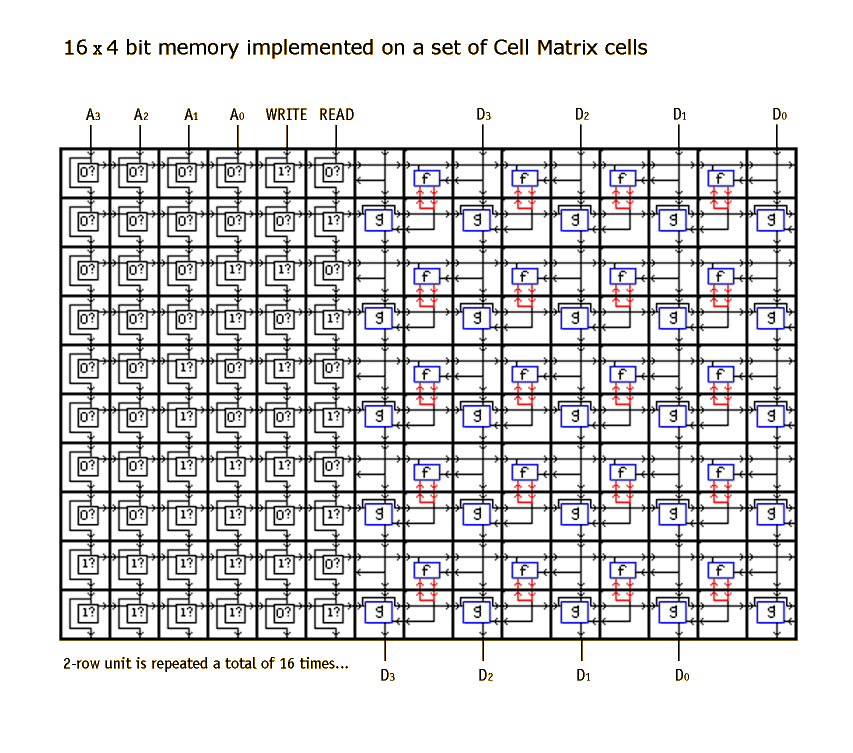 16 x 4 bit memory implemented on a set of Cell Matrix cells
A3 A2 A1 A0 WRITE READ D3 D2 D1 D0
0? 0? 0? 0? 1? 0? f f f f
0? 0? 0? 0? 0? 1? g g g g g
0? 0? 0? 1? 1? 0? f f f f
0? 0? 0? 1? 0? 1? g g g g g
0? 0? 1? 0? 1? 0? f f f f
0? 0? 1? 0? 0? 1? g g g g g
0? 0? 1? 1? 1? 0? f f f f
0? 0? 1? 1? 0? 1? g g g g g
1? 1? 1? 1? 1? 0? f f f f
1? 1? 1? 1? 0? 1? g g g g g
2-row unit is repeated a total of 16 times...
D3 D2 D1 D0